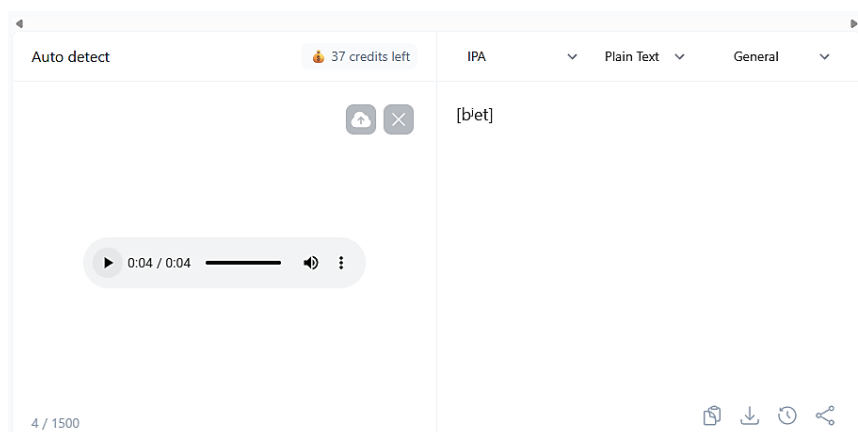 Auto detect
37 credits left
IPA
Plain Text
General
[bʲet]
0:04 / 0:04
4 / 1500